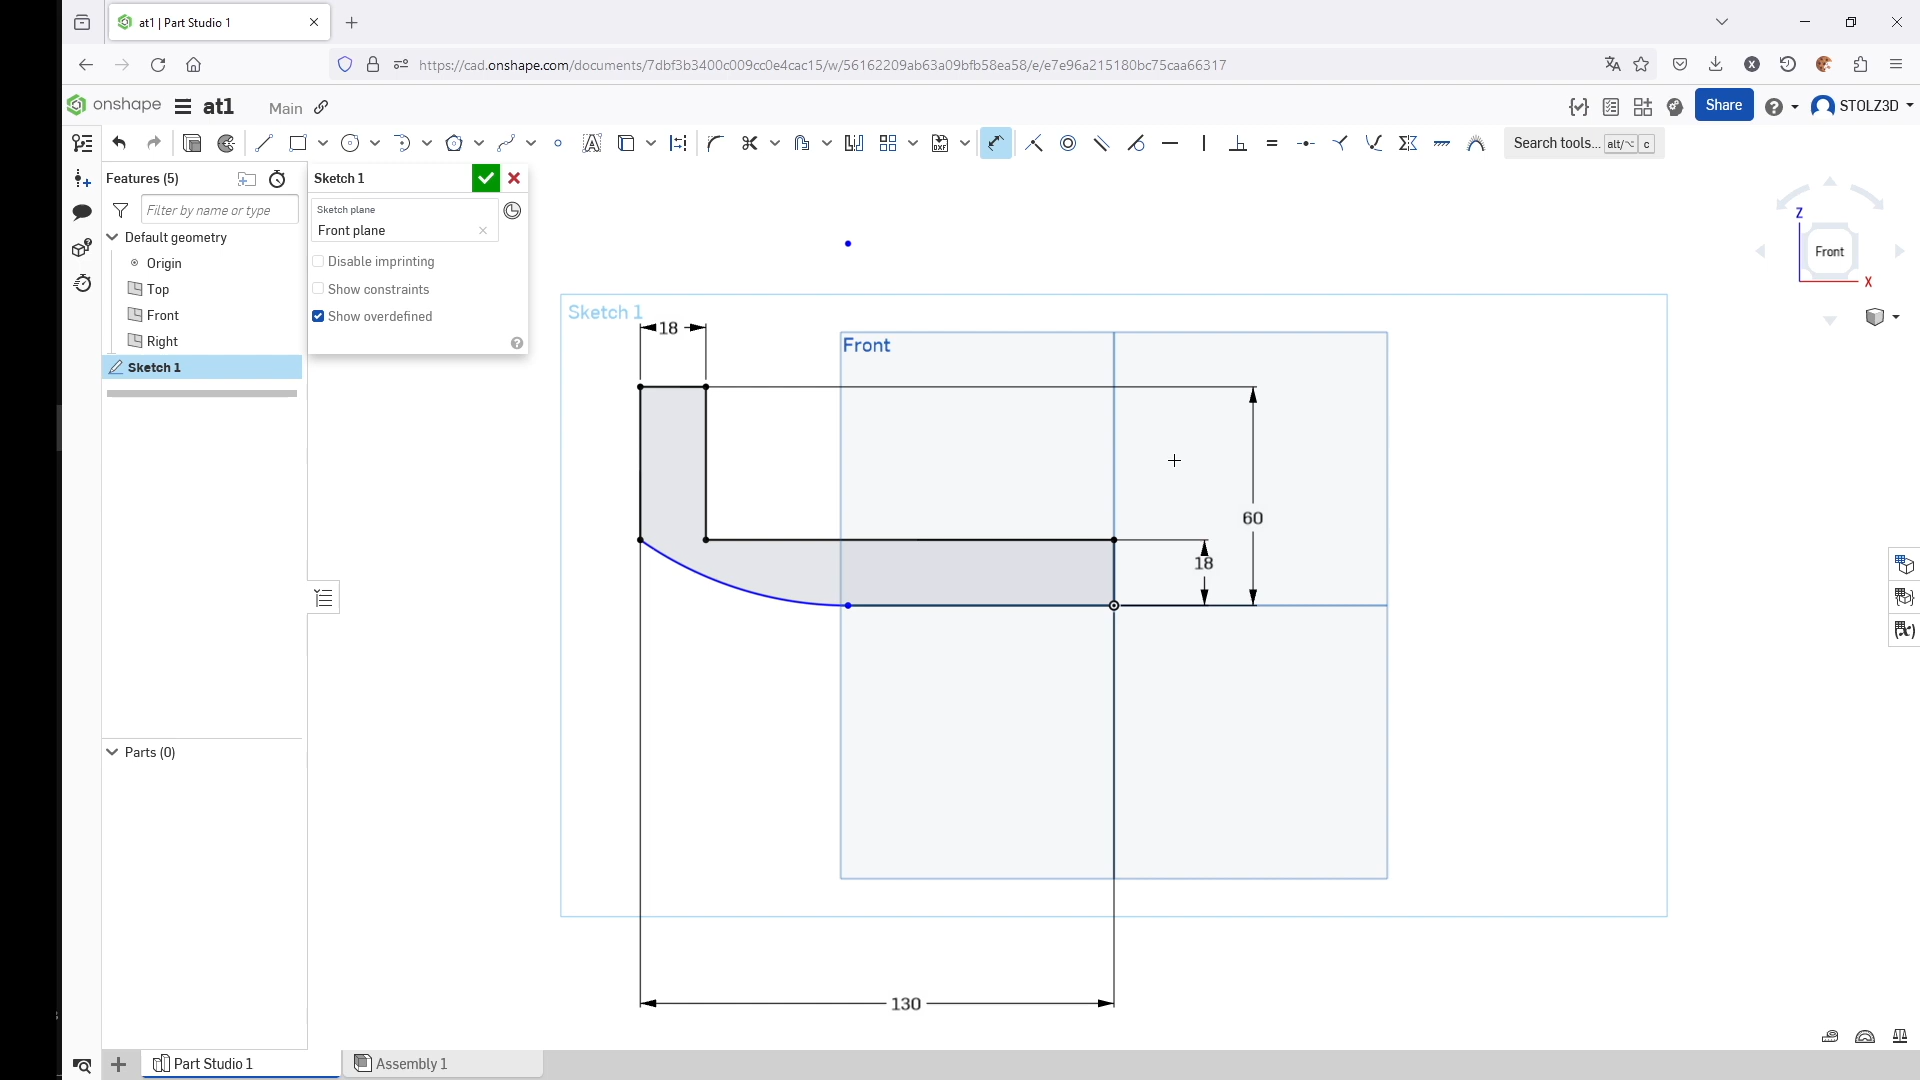 at1 | Part Studio 1
https://cad.onshape.com/documents/7dbf3b3400c009cc0e4cac15/w/56162209ab63a09bfb58ea58/e/e7e96a215180bc75caa66317
onshape at1 Main Share STOLZ3D
Search tools... alt/⌥ c
Features (5)
Filter by name or type
Default geometry
Origin
Top
Front
Right
Sketch 1
Parts (0)
Sketch 1
Sketch plane
Front plane
Disable imprinting
Show constraints
Show overdefined
Sketch 1
Front
18
60
18
130
Z
Front
X
Part Studio 1
Assembly 1